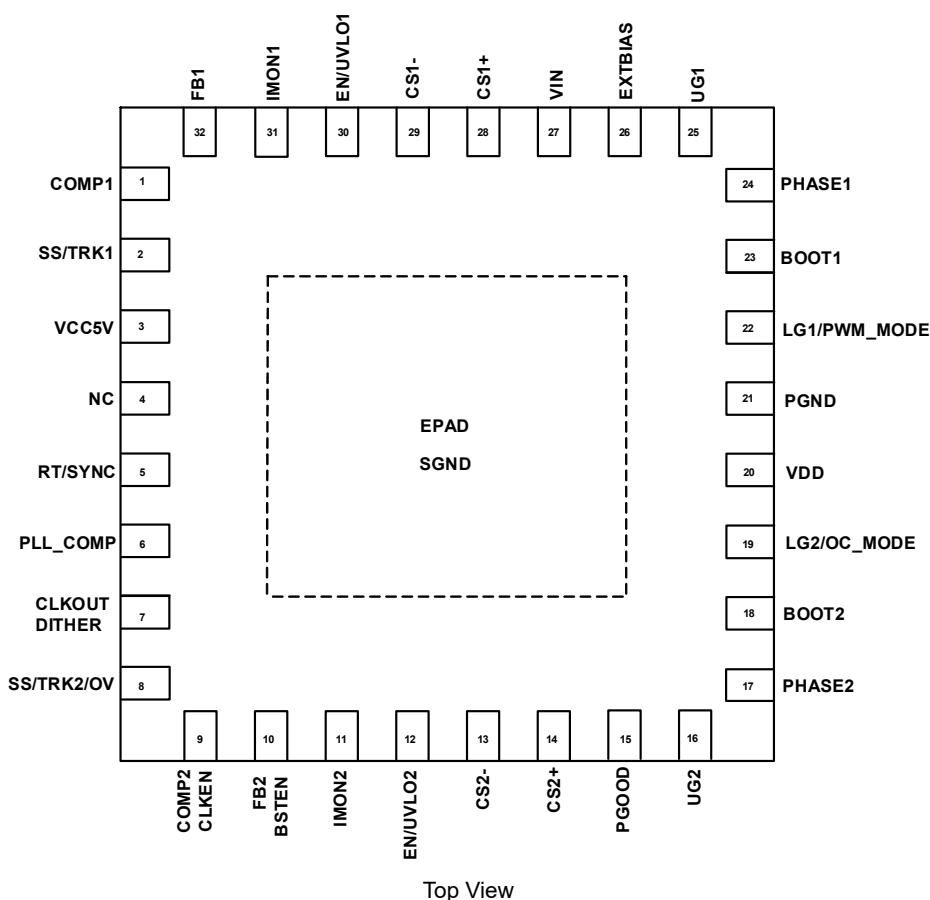 FB1
IMON1
EN/UVLO1
CS1-
CS1+
VIN
EXTBIAS
UG1
32
31
30
29
28
27
26
25
COMP1
1
SS/TRK1
2
VCC5V
3
NC
4
RT/SYNC
5
PLL_COMP
6
CLKOUT
DITHER
7
SS/TRK2/OV
8
EPAD
SGND
24
PHASE1
23
BOOT1
22
LG1/PWM_MODE
21
PGND
20
VDD
19
LG2/OC_MODE
18
BOOT2
17
PHASE2
9
10
11
12
13
14
15
16
COMP2
CLKEN
FB2
BSTEN
IMON2
EN/UVLO2
CS2-
CS2+
PGOOD
UG2
Top View